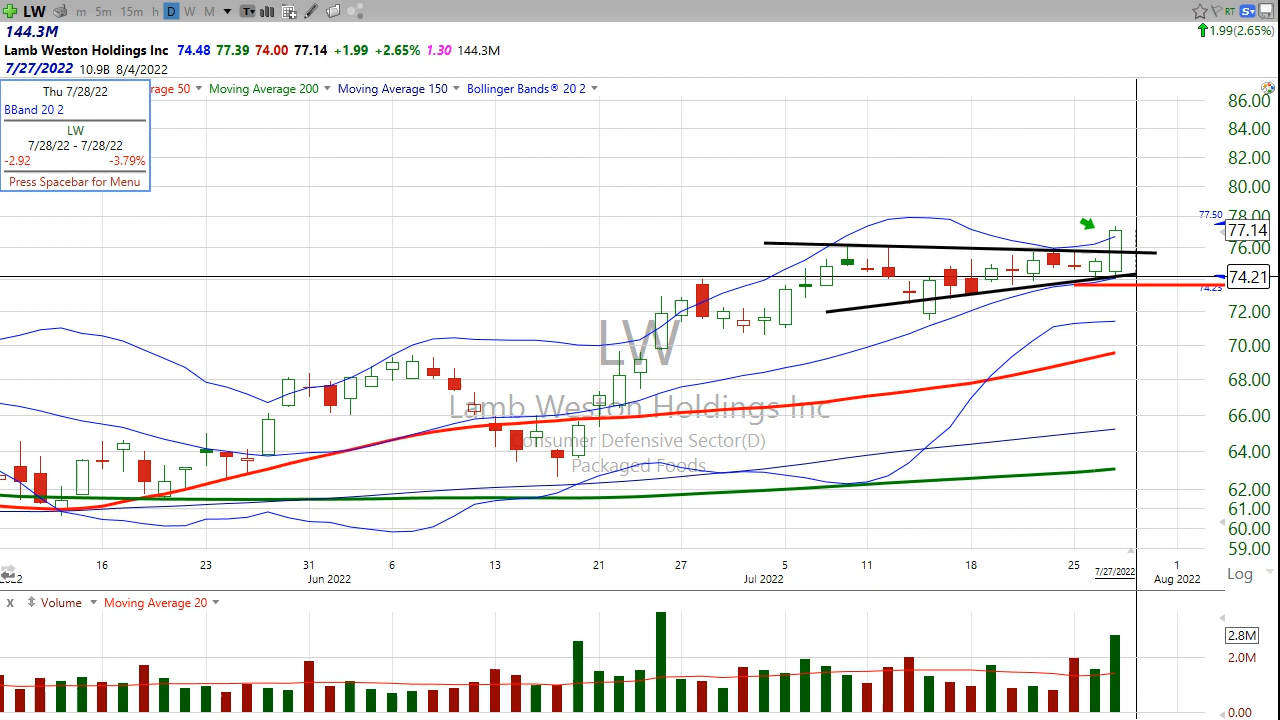 LW m 5m 15m h D W M T RT S
144.3M
1.99(2.65%)
Lamb Weston Holdings Inc 74.48 77.39 74.00 77.14 +1.99 +2.65% 1.30 144.3M
7/27/2022 10.9B 8/4/2022
rage 50 Moving Average 200 Moving Average 150 Bollinger Bands® 20 2
Thu 7/28/22
BBand 20 2
LW
7/28/22 - 7/28/22
-2.92 -3.79%
Press Spacebar for Menu
86.00
84.00
82.00
80.00
77.50 78.00
77.14
76.00
74.21
74.23
72.00
70.00
68.00
66.00
64.00
62.00
61.00
60.00
59.00
LW
Lamb Weston Holdings Inc
Consumer Defensive Sector(D)
Packaged Foods
16 23 31 6 13 21 27 5 11 18 25 7/27/2022 1
2022 Jun 2022 Jul 2022 Aug 2022 Log
X Volume Moving Average 20
2.8M
2.0M
0.00